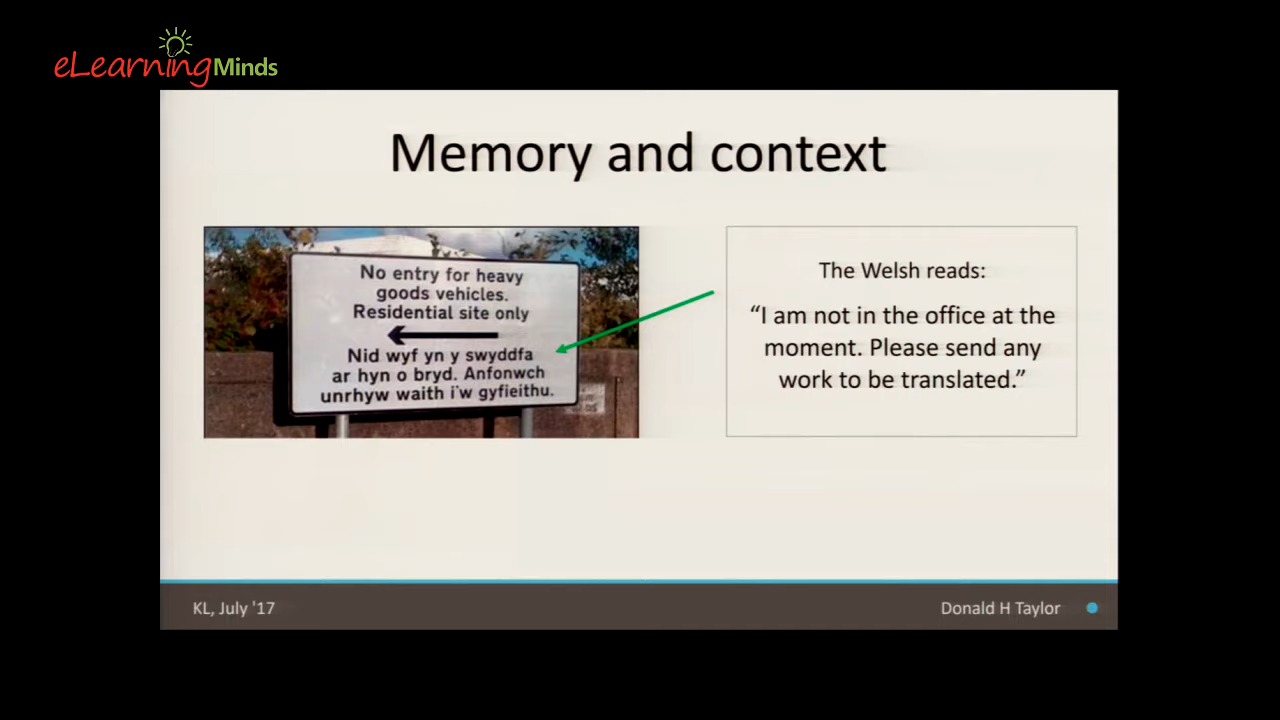 eLearningMinds
Memory and context
No entry for heavy
goods vehicles.
Residential site only
Nid wyf yn y swyddfa
ar hyn o bryd. Anfonwch
unrhyw waith i'w gyfieithu.
The Welsh reads:
“I am not in the office at the
moment. Please send any
work to be translated.”
KL, July '17
Donald H Taylor